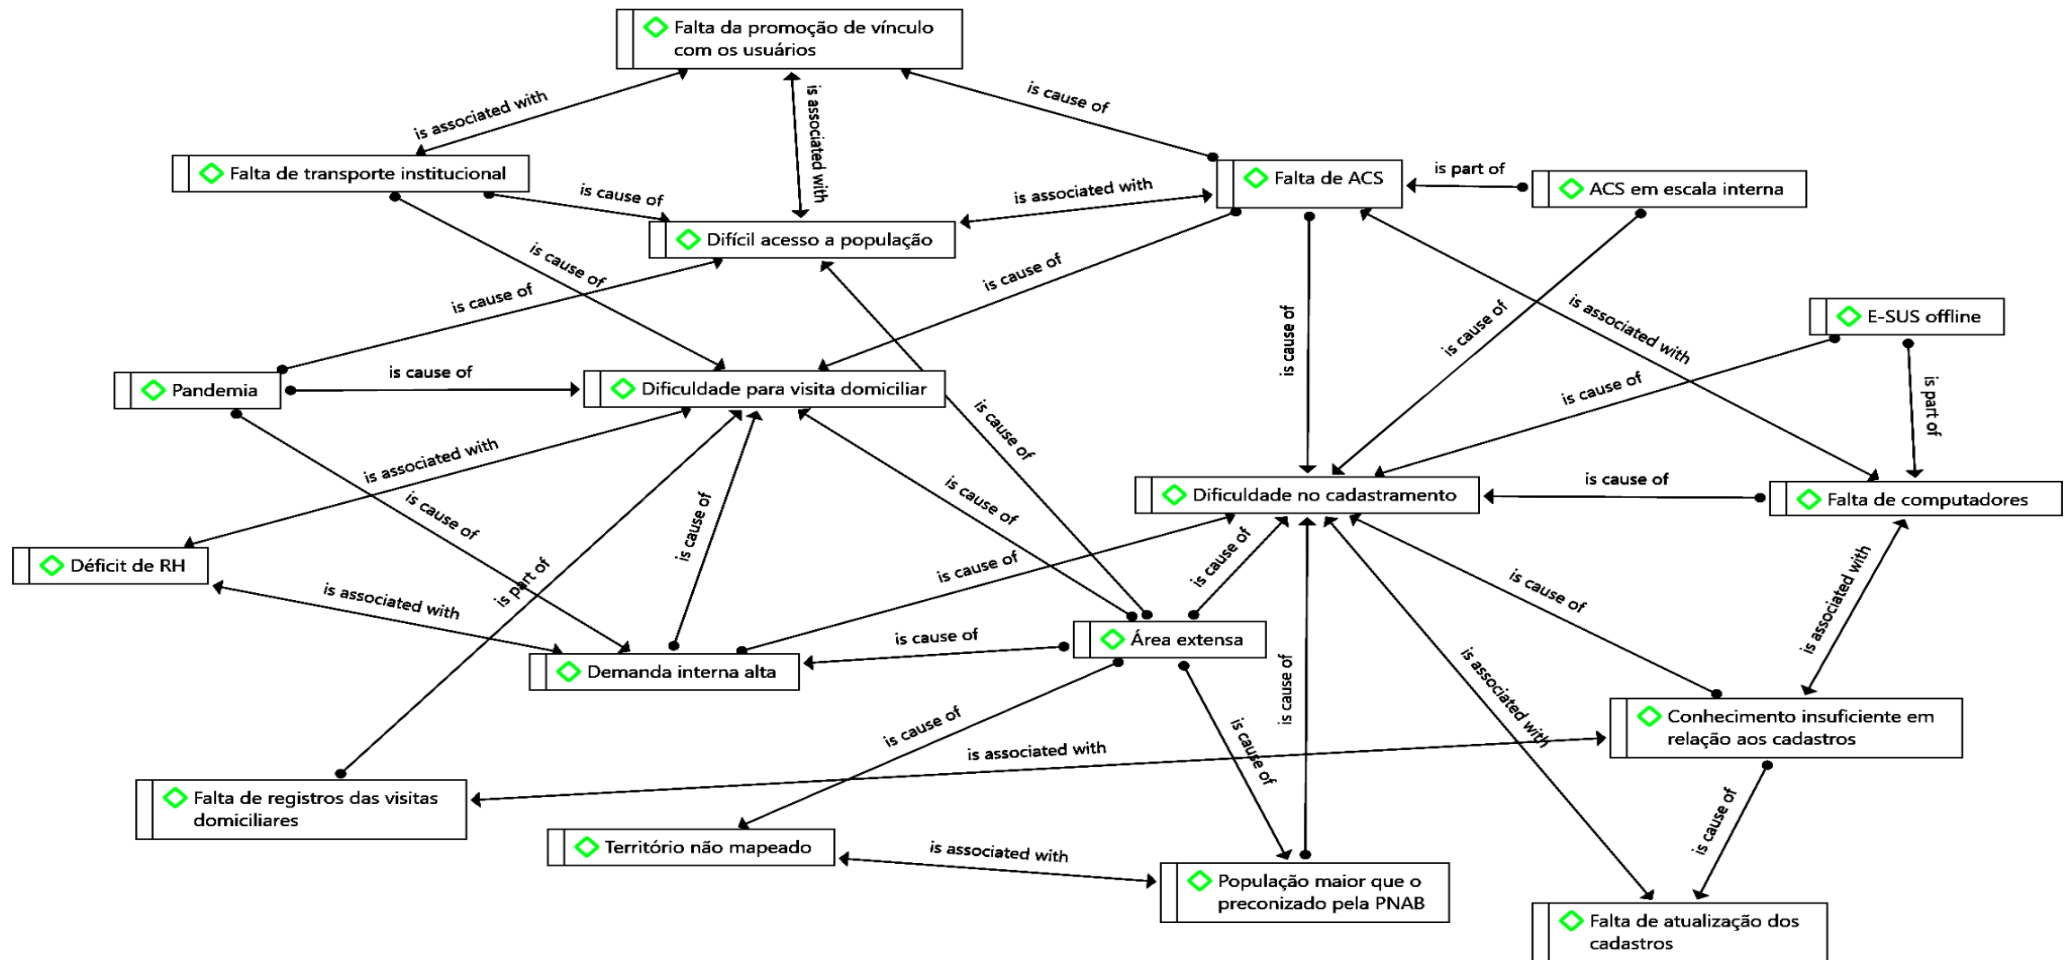 Falta da promoção de vínculo
com os usuários
is associated with
is associated with
is cause of
Falta de transporte institucional
is cause of
is associated with
Falta de ACS
is part of
ACS em escala interna
Difícil acesso a população
is cause of
is cause of
is cause of
is cause of
is cause of
is associated with
E-SUS offline
Pandemia
is cause of
Dificuldade para visita domiciliar
is cause of
is cause of
is part of
is associated with
is cause of
is cause of
Dificuldade no cadastramento
is cause of
Falta de computadores
Déficit de RH
is cause of
is cause of
is part of
is associated with
is cause of
is cause of
is cause of
is associated with
Demanda interna alta
is cause of
Área extensa
is cause of
is associated with
Conhecimento insuficiente em
relação aos cadastros
is cause of
is associated with
is cause of
is cause of
Falta de registros das visitas
domiciliares
Território não mapeado
is associated with
População maior que o
preconizado pela PNAB
Falta de atualização dos
cadastros